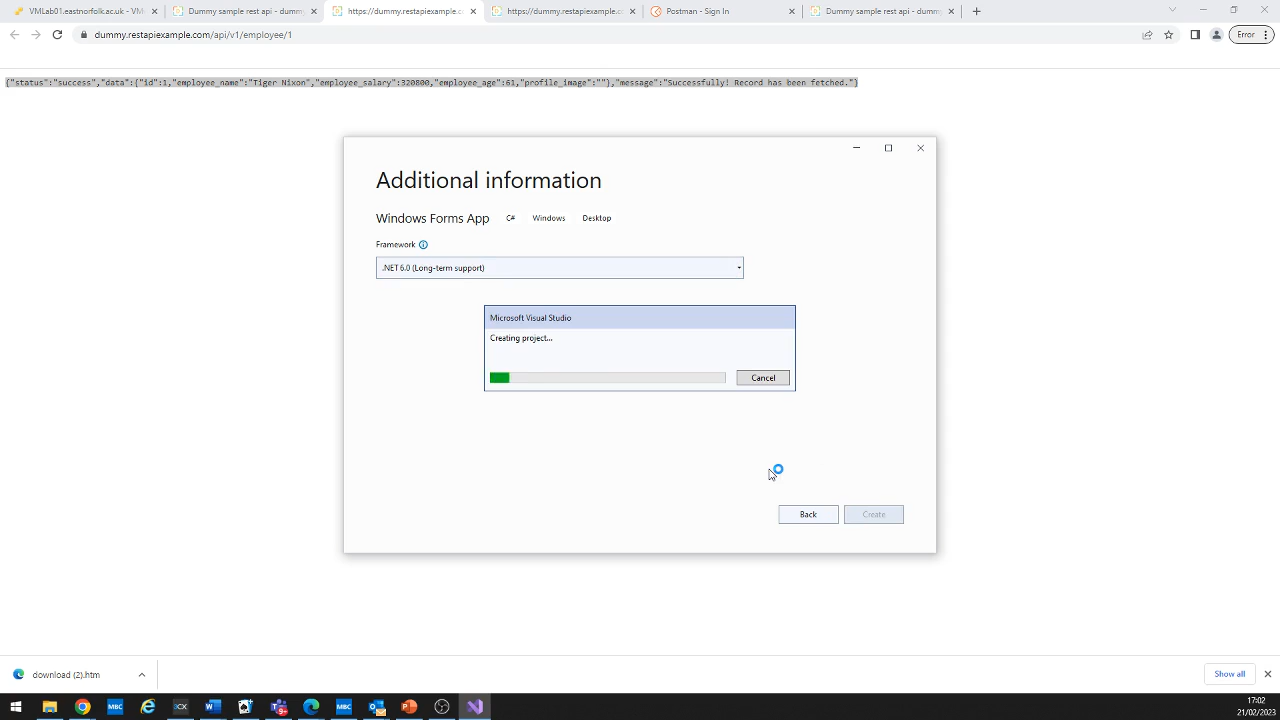 VMLab01.eastnorfolk.ac.uk - VM
Dummy sample rest api - dummy
https://dummy.restapiexample.c
https://dummy.restapiexample.c
Postman - Sign In
Dummy sample rest api - dummy
dummy.restapiexample.com/api/v1/employee/1
Error
{"status":"success","data":{"id":1,"employee_name":"Tiger Nixon","employee_salary":320800,"employee_age":61,"profile_image":""},"message":"Successfully! Record has been fetched."}
Additional information
Windows Forms App C# Windows Desktop
Framework
.NET 6.0 (Long-term support)
Microsoft Visual Studio
Creating project...
Cancel
Back
Create
download (2).htm
Show all
17:02
21/02/2023